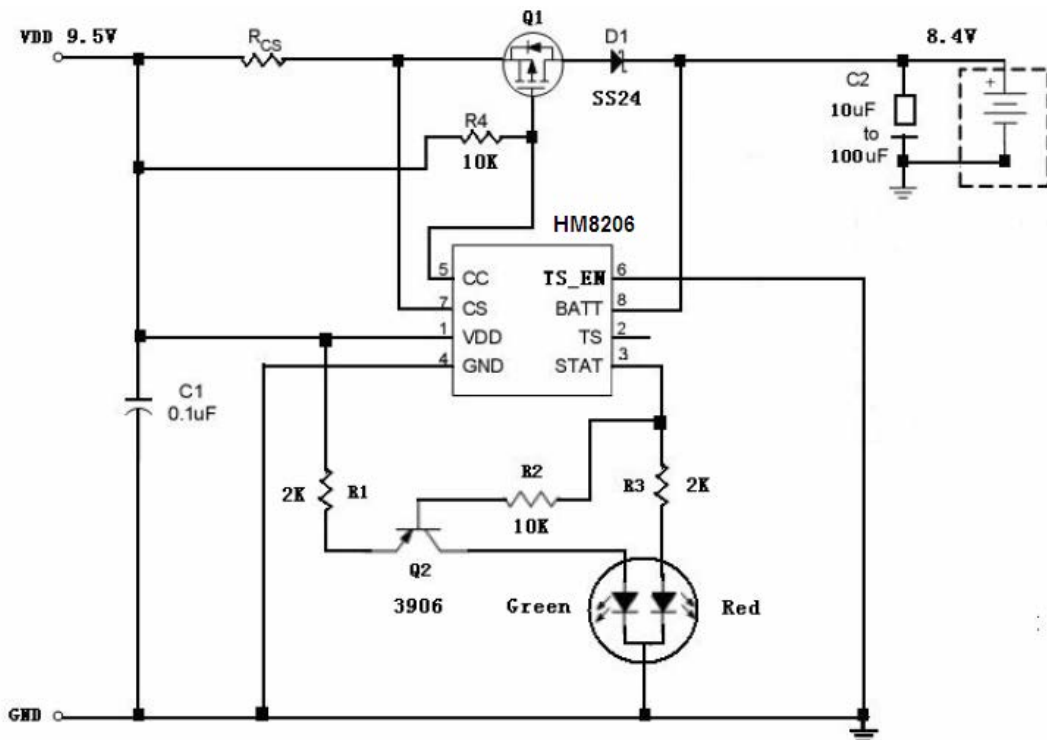 Q1
VDD 9.5V
RCS
D1
8.4V
SS24
C2
10uF
to
100uF
+
R4
10K
HM8206
5 CC
TS_EN 6
7 CS
BATT 8
1 VDD
TS 2
4 GND
STAT 3
C1
0.1uF
2K R1
R2
10K
R3 2K
Q2
3906
Green
Red
GND